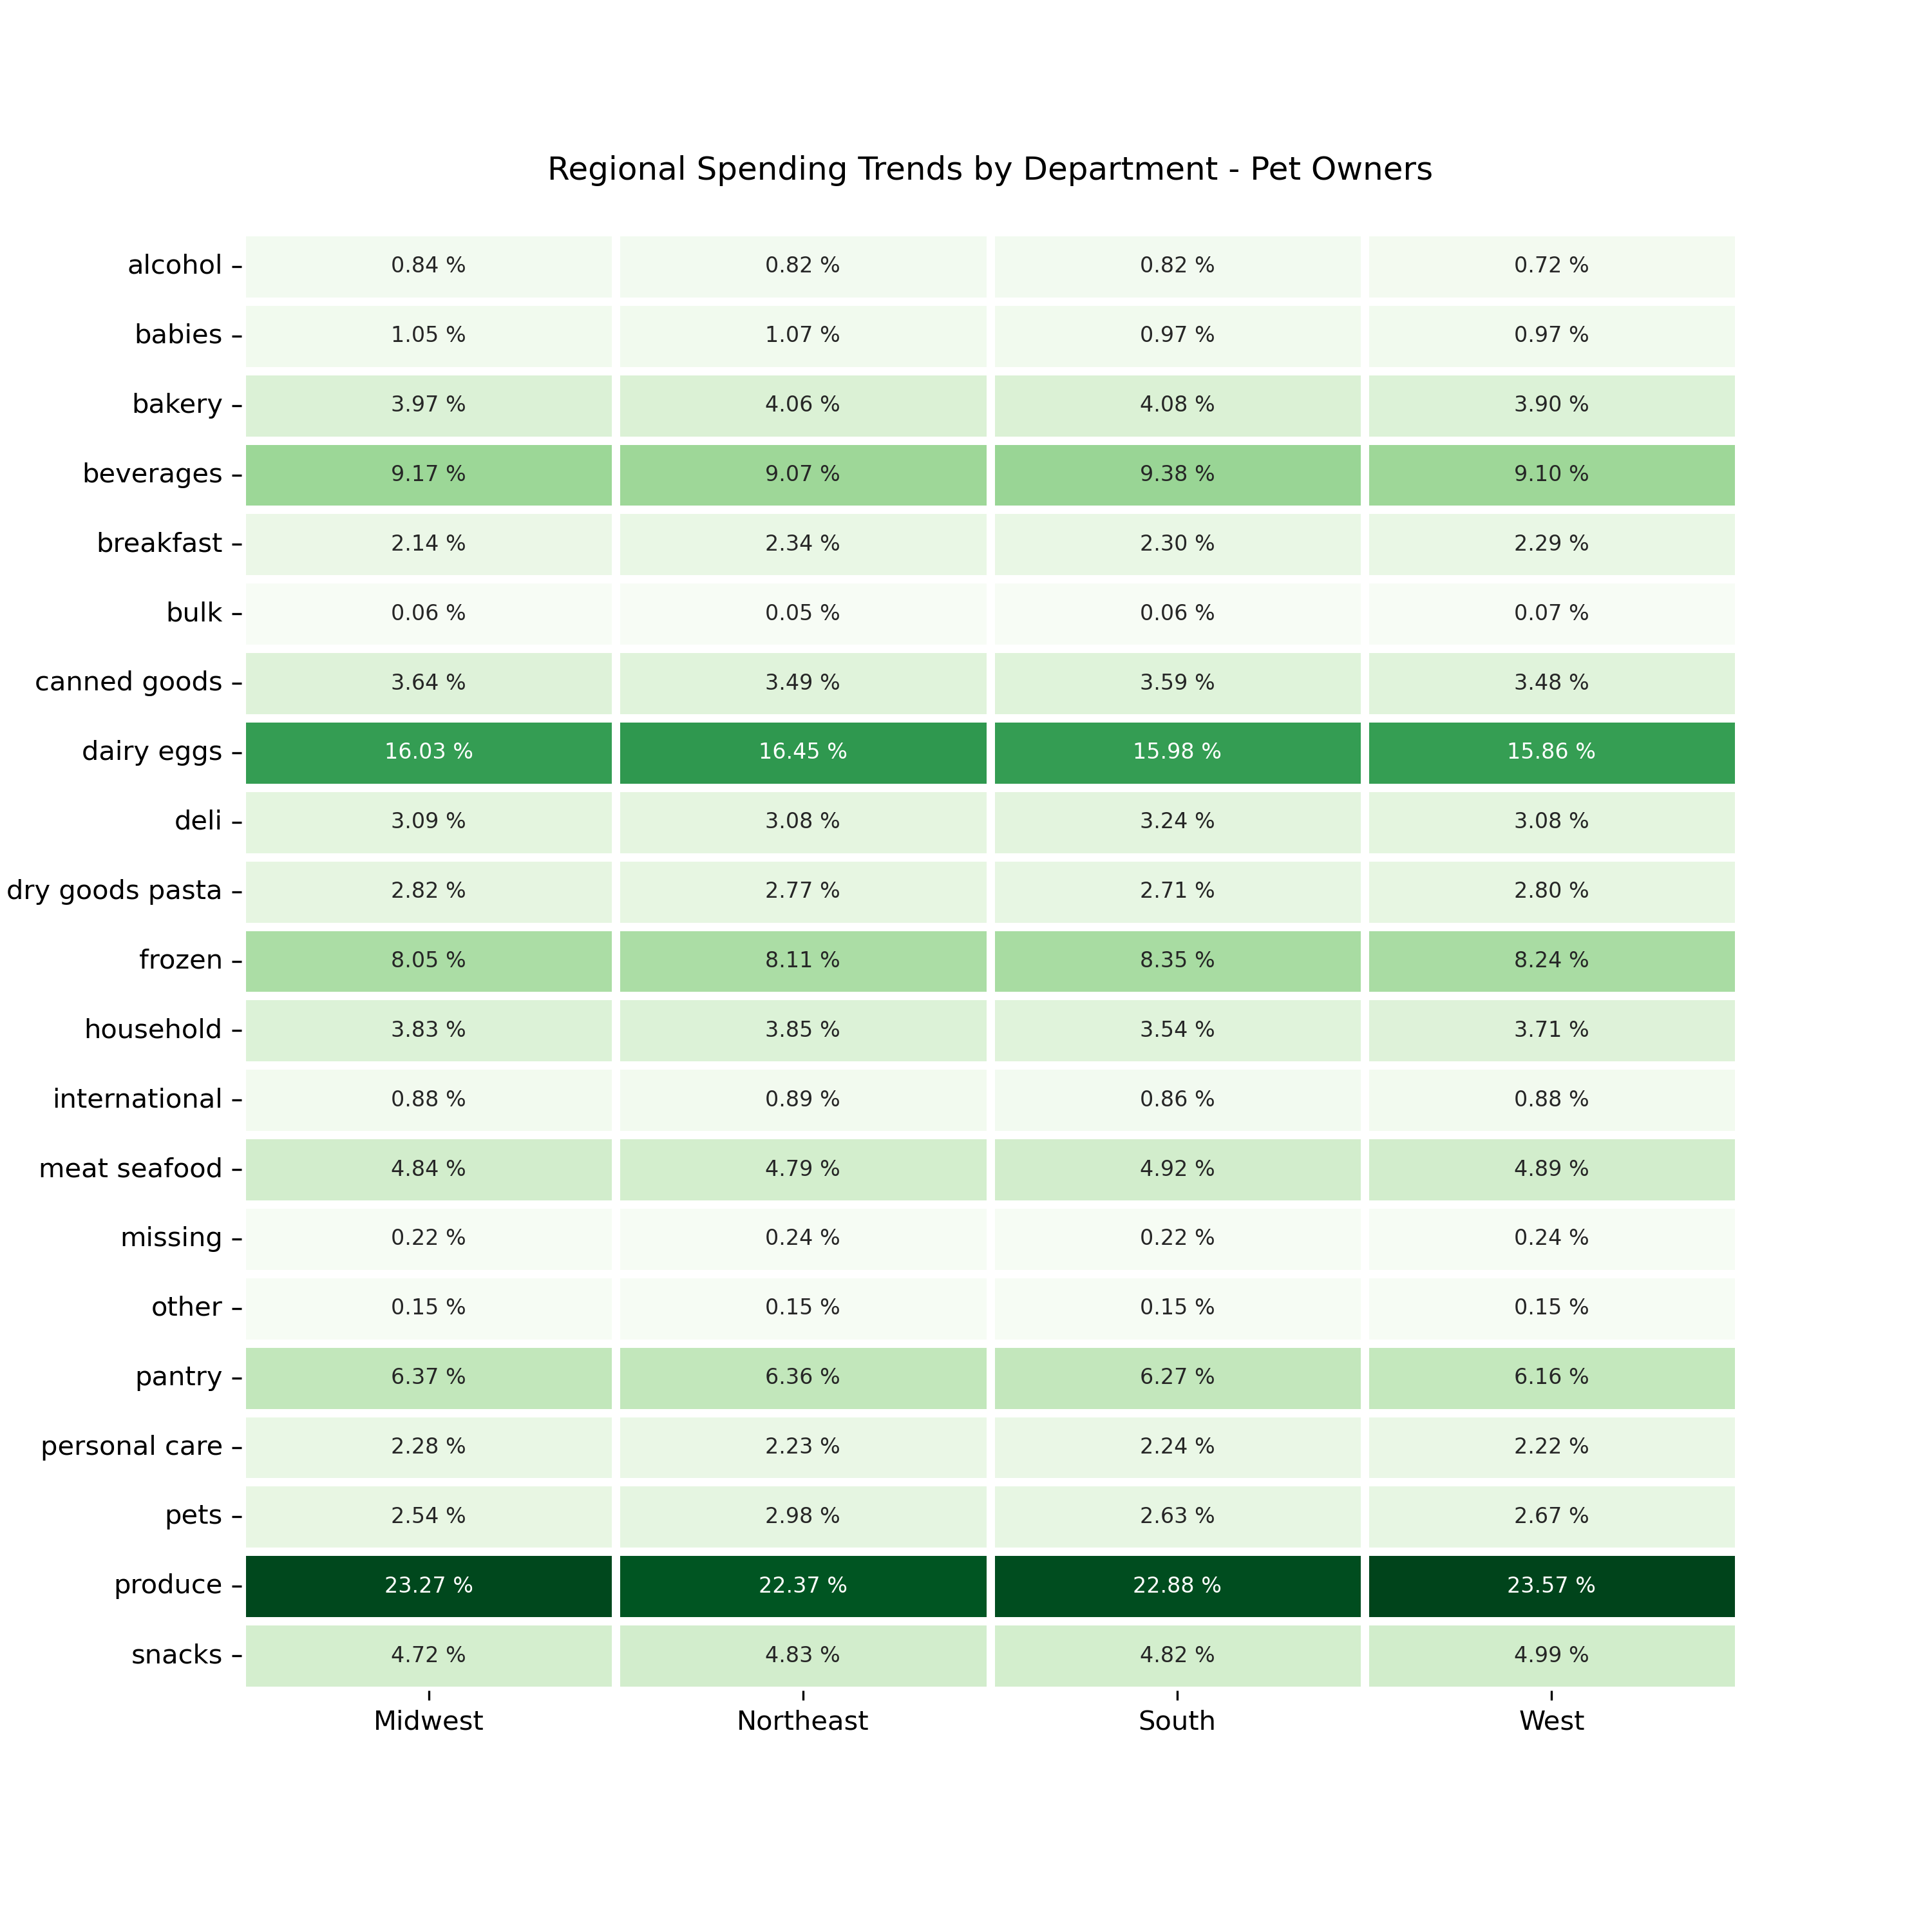 Regional Spending Trends by Department - Pet Owners
alcohol 0.84 % 0.82 % 0.82 % 0.72 %
babies 1.05 % 1.07 % 0.97 % 0.97 %
bakery 3.97 % 4.06 % 4.08 % 3.90 %
beverages 9.17 % 9.07 % 9.38 % 9.10 %
breakfast 2.14 % 2.34 % 2.30 % 2.29 %
bulk 0.06 % 0.05 % 0.06 % 0.07 %
canned goods 3.64 % 3.49 % 3.59 % 3.48 %
dairy eggs 16.03 % 16.45 % 15.98 % 15.86 %
deli 3.09 % 3.08 % 3.24 % 3.08 %
dry goods pasta 2.82 % 2.77 % 2.71 % 2.80 %
frozen 8.05 % 8.11 % 8.35 % 8.24 %
household 3.83 % 3.85 % 3.54 % 3.71 %
international 0.88 % 0.89 % 0.86 % 0.88 %
meat seafood 4.84 % 4.79 % 4.92 % 4.89 %
missing 0.22 % 0.24 % 0.22 % 0.24 %
other 0.15 % 0.15 % 0.15 % 0.15 %
pantry 6.37 % 6.36 % 6.27 % 6.16 %
personal care 2.28 % 2.23 % 2.24 % 2.22 %
pets 2.54 % 2.98 % 2.63 % 2.67 %
produce 23.27 % 22.37 % 22.88 % 23.57 %
snacks 4.72 % 4.83 % 4.82 % 4.99 %
Midwest Northeast South West